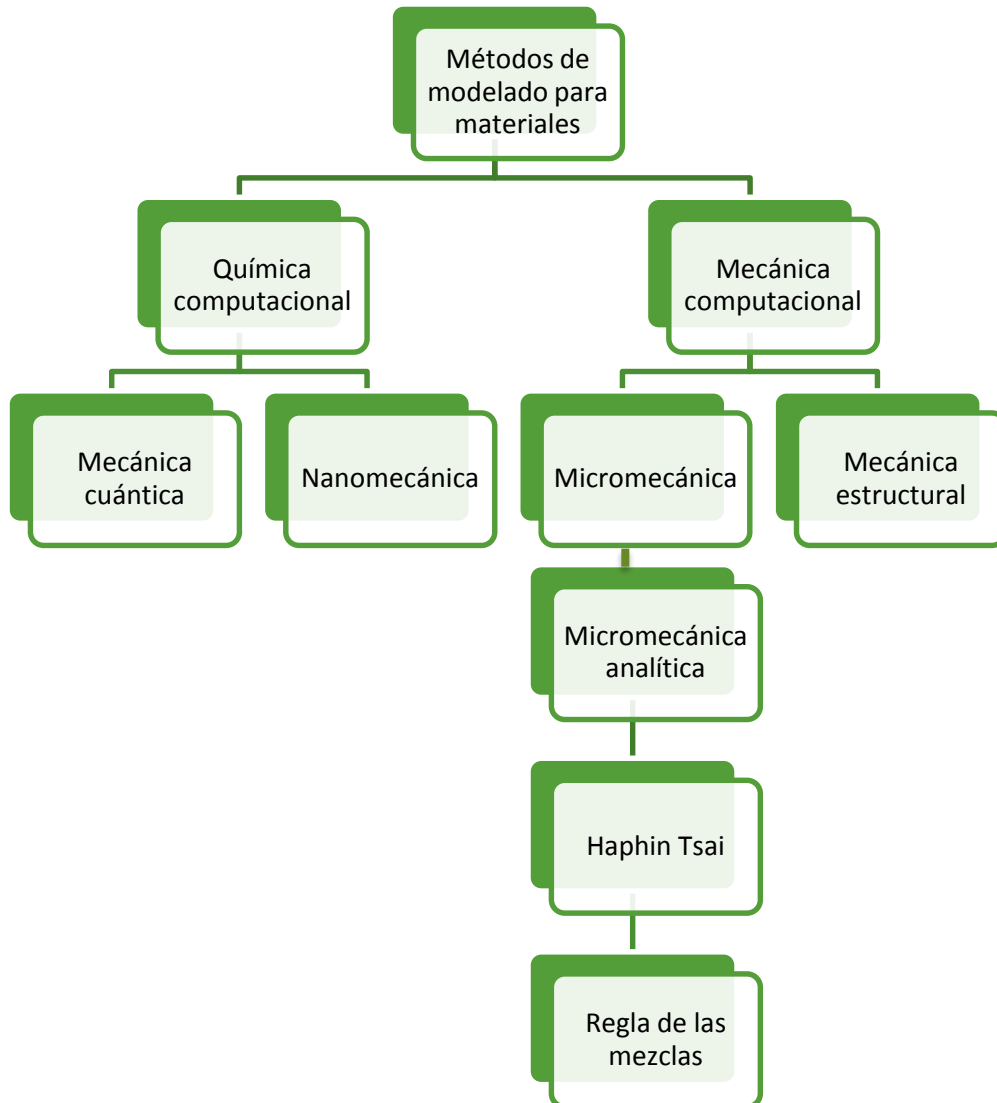 Métodos de
modelado para
materiales
Química
computacional
Mecánica
computacional
Mecánica
cuántica
Nanomecánica
Micromecánica
Mecánica
estructural
Micromecánica
analítica
Haphin Tsai
Regla de las
mezclas